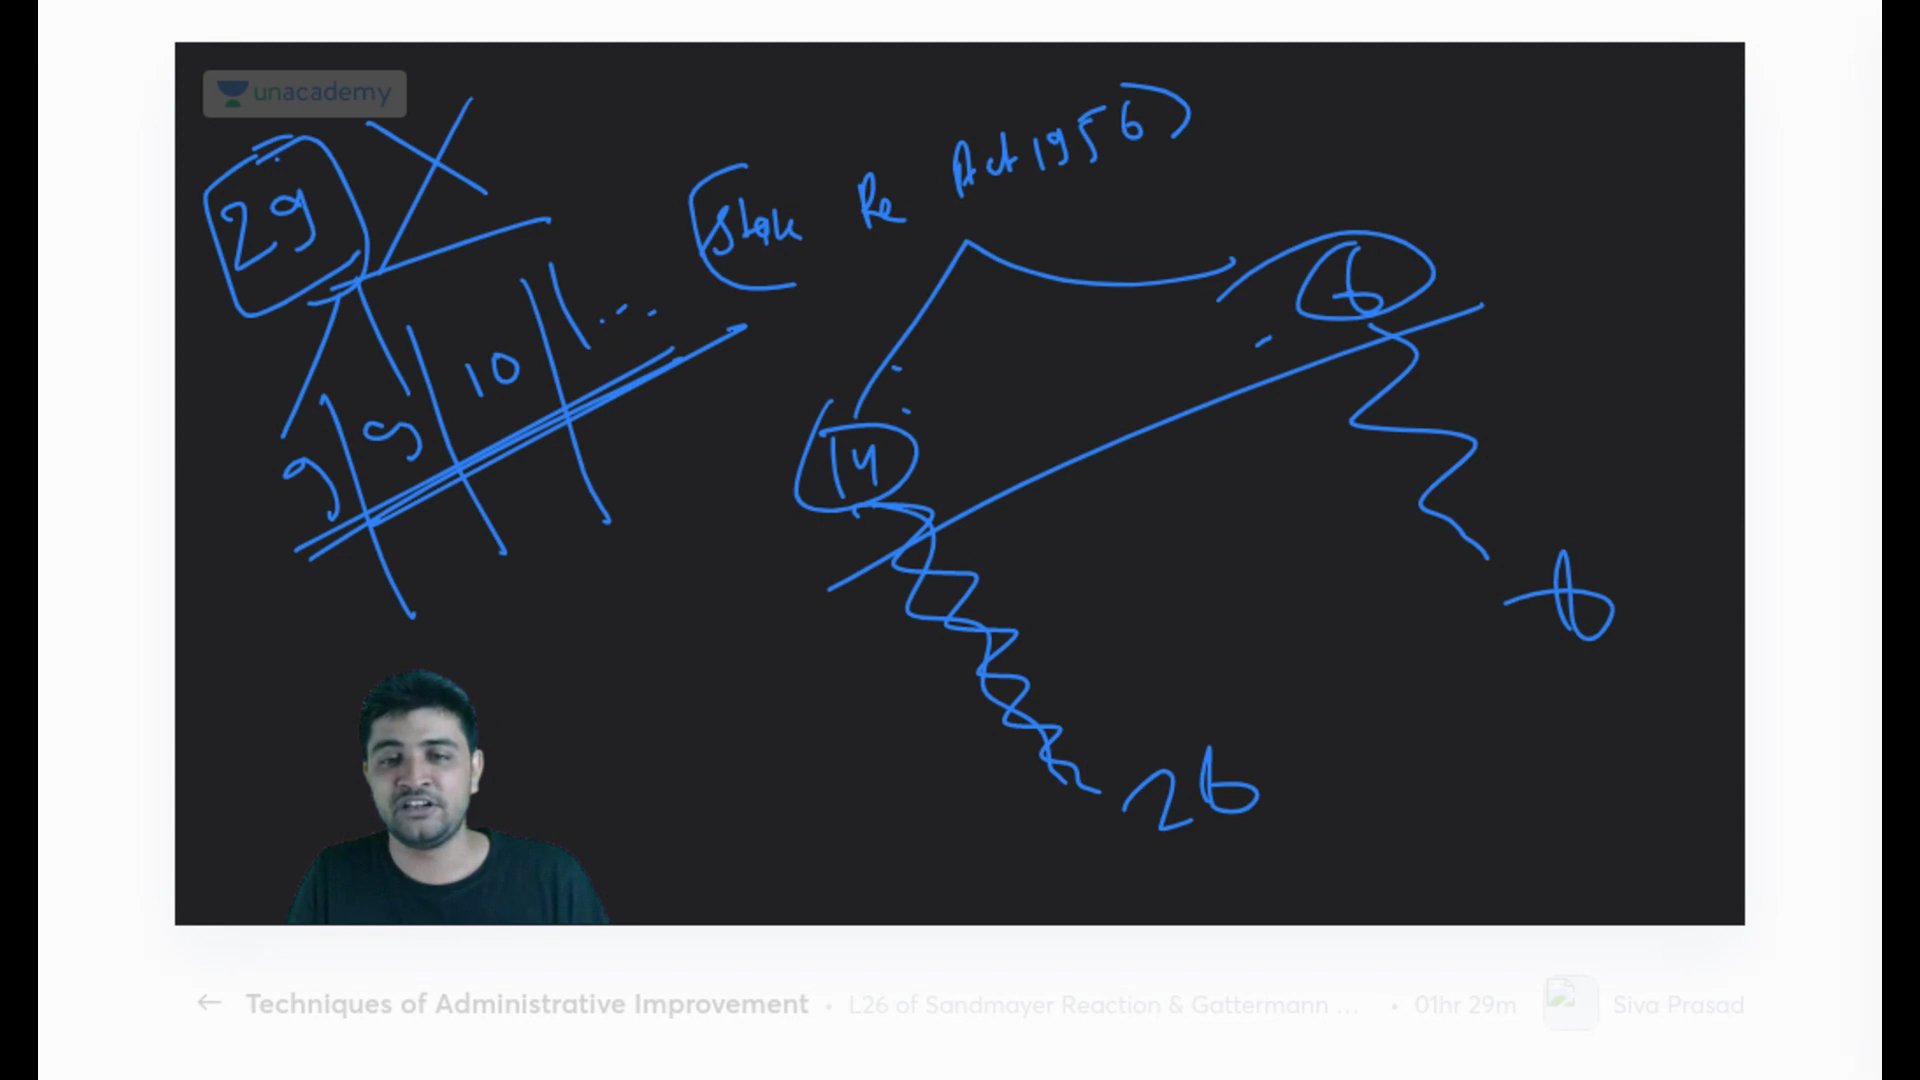 unacademy
29
State Re Act 1956
6
9 9 10 ...
14
6
26
Techniques of Administrative Improvement • L26 of Sandmayer Reaction & Gattermann ... • 01hr 29m Siva Prasad